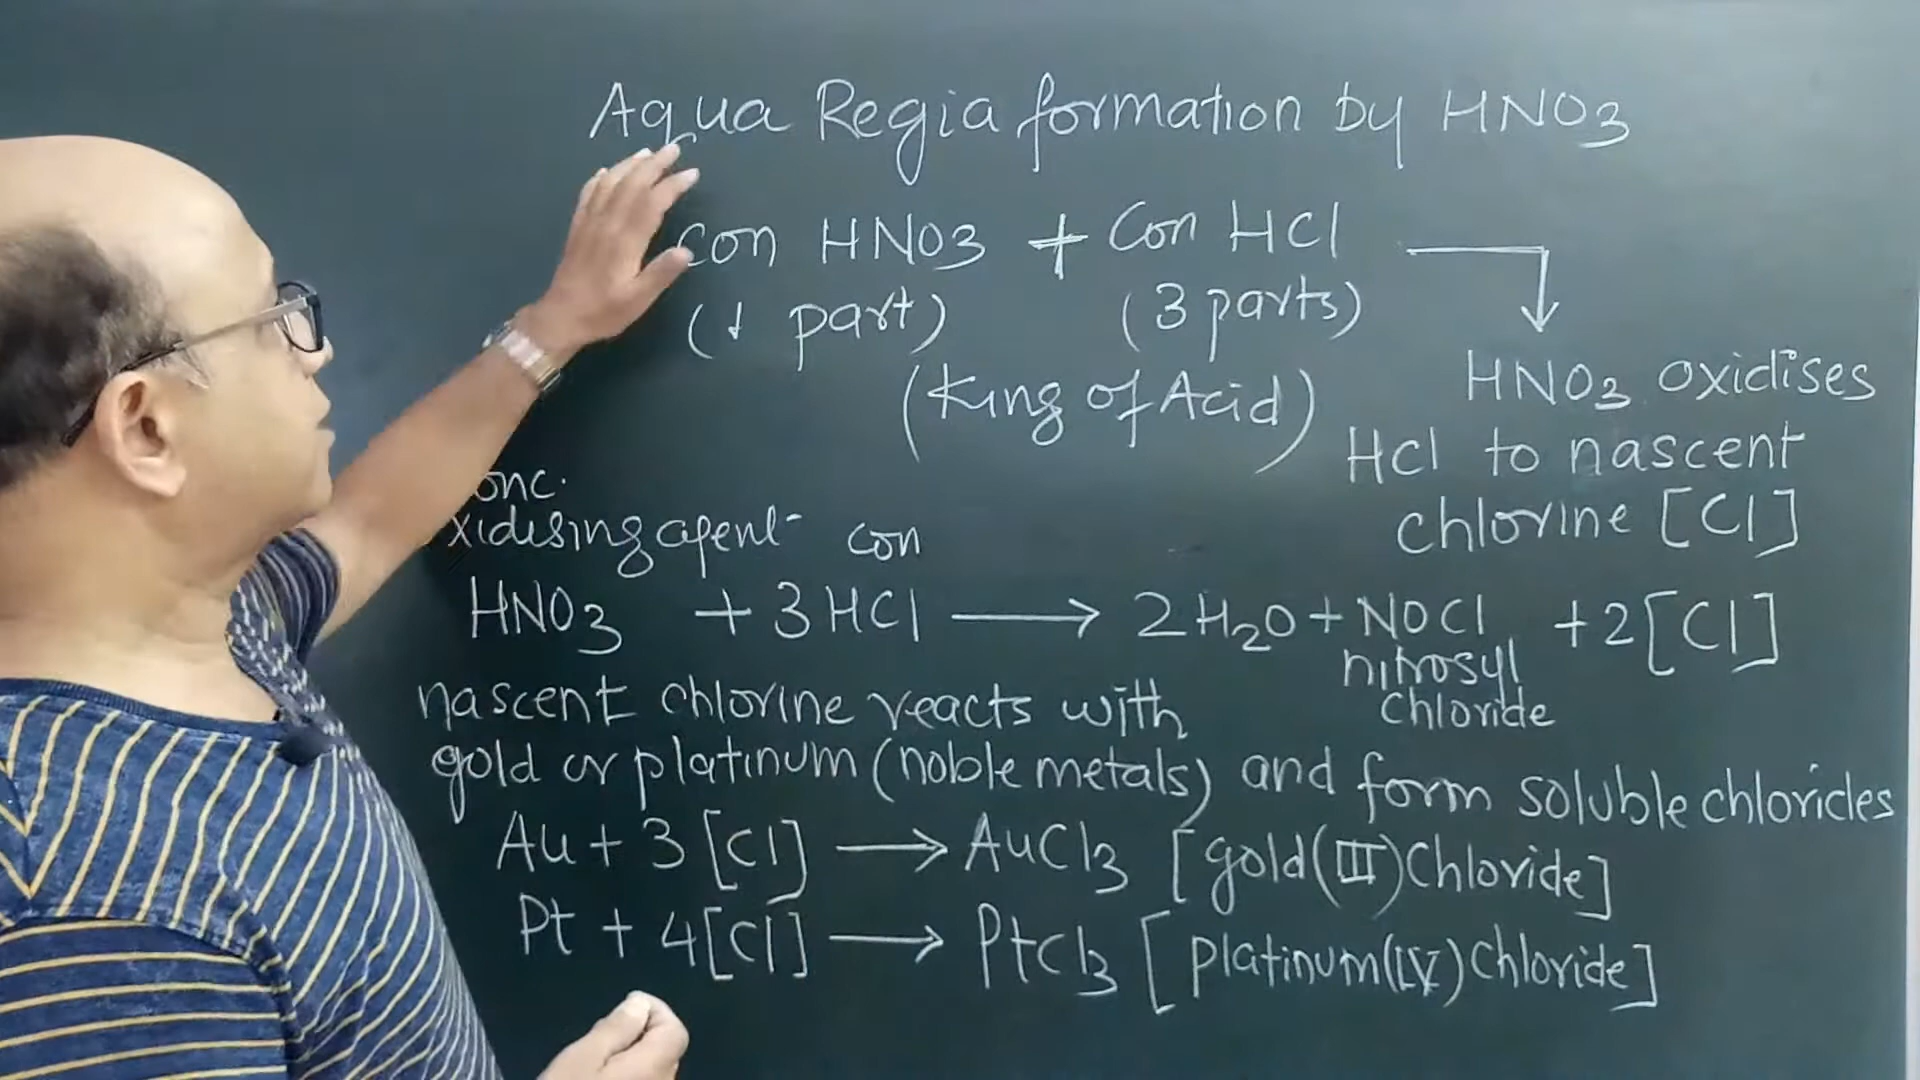 Aqua Regia formation by HNO3
con HNO3 + Con HCl
(1 part) (3 parts)
(King of Acid)
HNO3 oxidises
HCl to nascent
chlorine [Cl]
onc.
xidising agent con
HNO3 + 3HCl ⟶ 2H2O + NOCl + 2[Cl]
nitrosyl
chloride
nascent chlorine reacts with
gold or platinum (noble metals) and form soluble chlorides
Au + 3[Cl] ⟶ AuCl3 [gold(III)Chloride]
Pt + 4[Cl] ⟶ PtCl3 [Platinum(IV)Chloride]